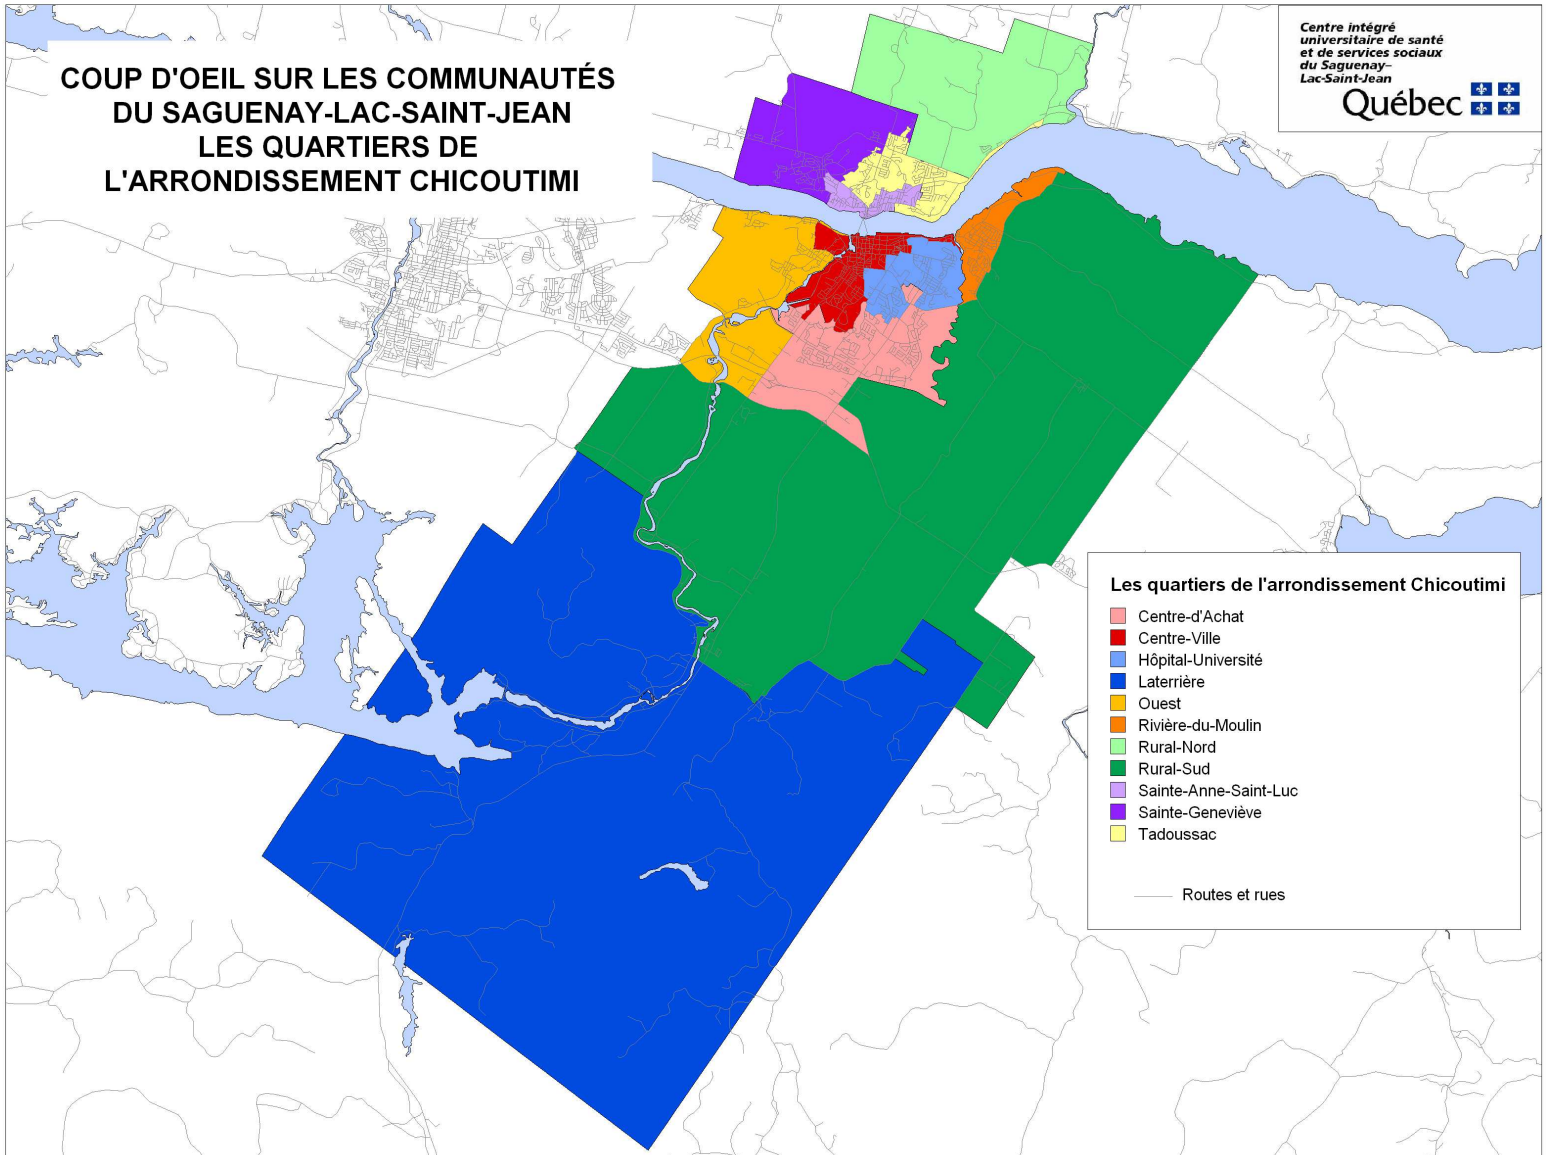 COUP D'OEIL SUR LES COMMUNAUTÉS
DU SAGUENAY-LAC-SAINT-JEAN
LES QUARTIERS DE
L'ARRONDISSEMENT CHICOUTIMI
Centre intégré
universitaire de santé
et de services sociaux
du Saguenay–
Lac-Saint-Jean
Québec
Les quartiers de l'arrondissement Chicoutimi
Centre-d'Achat
Centre-Ville
Hôpital-Université
Laterrière
Ouest
Rivière-du-Moulin
Rural-Nord
Rural-Sud
Sainte-Anne-Saint-Luc
Sainte-Geneviève
Tadoussac
Routes et rues